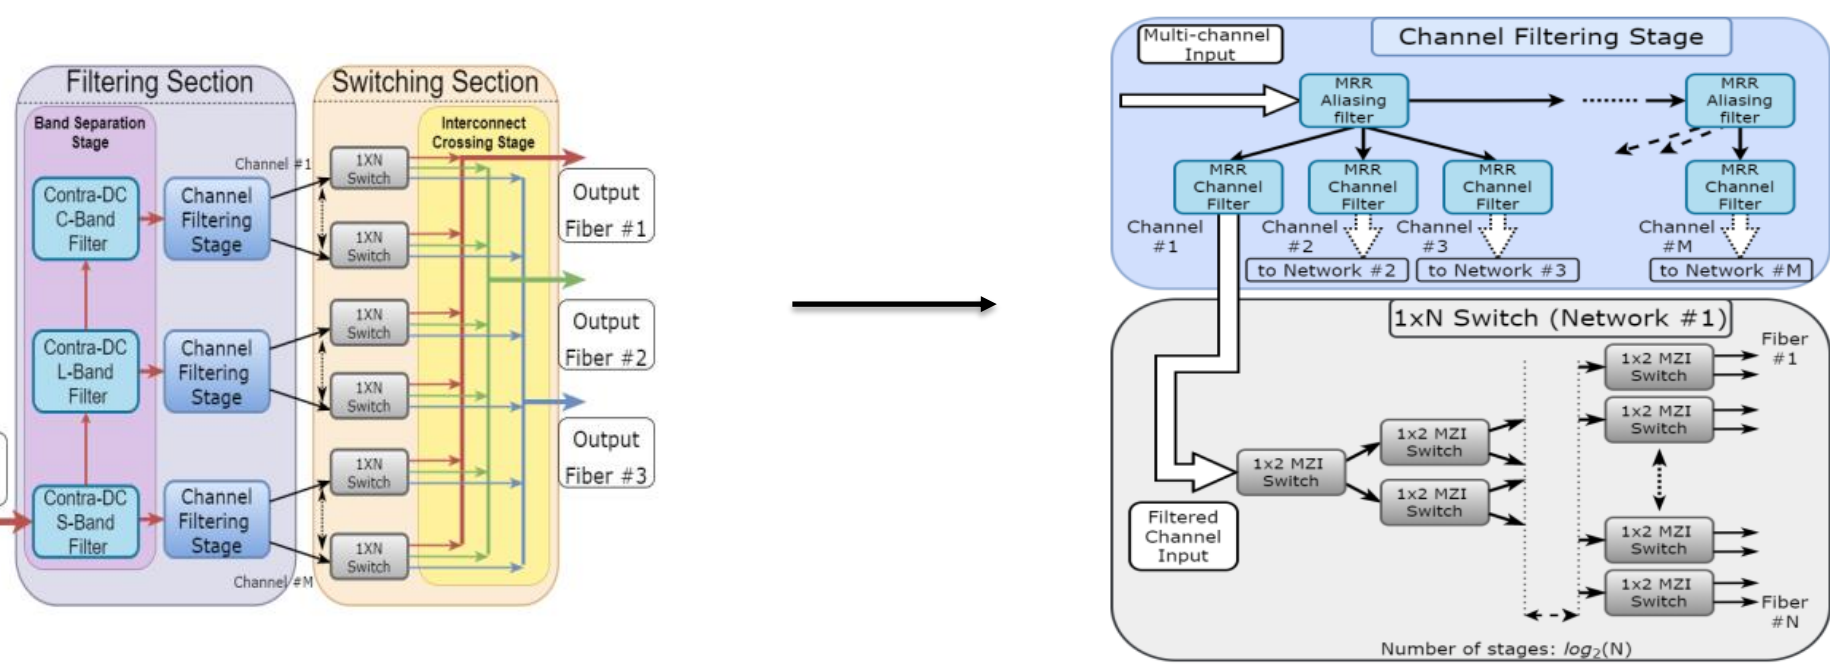 Filtering Section
Band Separation
Stage
Contra-DC
C-Band
Filter
Contra-DC
L-Band
Filter
Contra-DC
S-Band
Filter
Channel
Filtering
Stage
Channel
Filtering
Stage
Channel
Filtering
Stage
Channel #1
Channel #M
Switching Section
Interconnect
Crossing Stage
1XN
Switch
1XN
Switch
1XN
Switch
1XN
Switch
1XN
Switch
1XN
Switch
Output
Fiber #1
Output
Fiber #2
Output
Fiber #3
Channel Filtering Stage
Multi-channel
Input
MRR
Aliasing
filter
MRR
Aliasing
filter
MRR
Channel
Filter
MRR
Channel
Filter
MRR
Channel
Filter
MRR
Channel
Filter
Channel
#1
Channel
#2
Channel
#3
Channel
#M
to Network #2
to Network #3
to Network #M
1xN Switch (Network #1)
Filtered
Channel
Input
1x2 MZI
Switch
1x2 MZI
Switch
1x2 MZI
Switch
1x2 MZI
Switch
1x2 MZI
Switch
1x2 MZI
Switch
1x2 MZI
Switch
Fiber
#1
Fiber
#N
Number of stages: log₂(N)